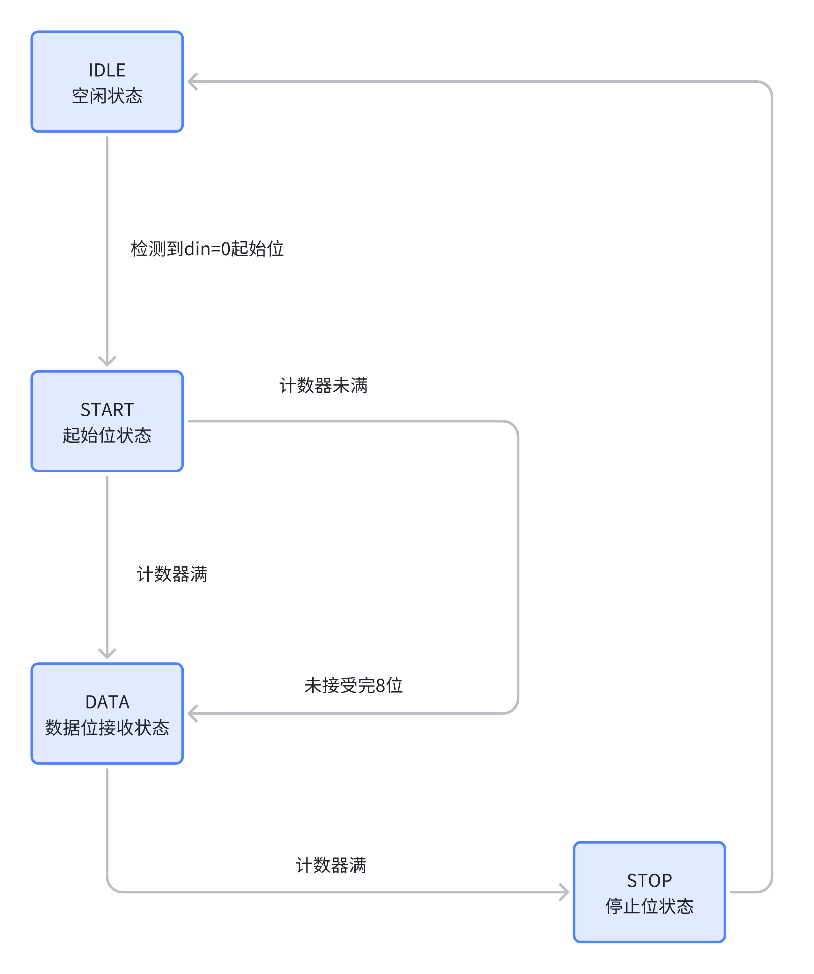 IDLE
空闲状态
检测到din=0起始位
START
起始位状态
计数器未满
计数器满
未接受完8位
DATA
数据位接收状态
计数器满
STOP
停止位状态